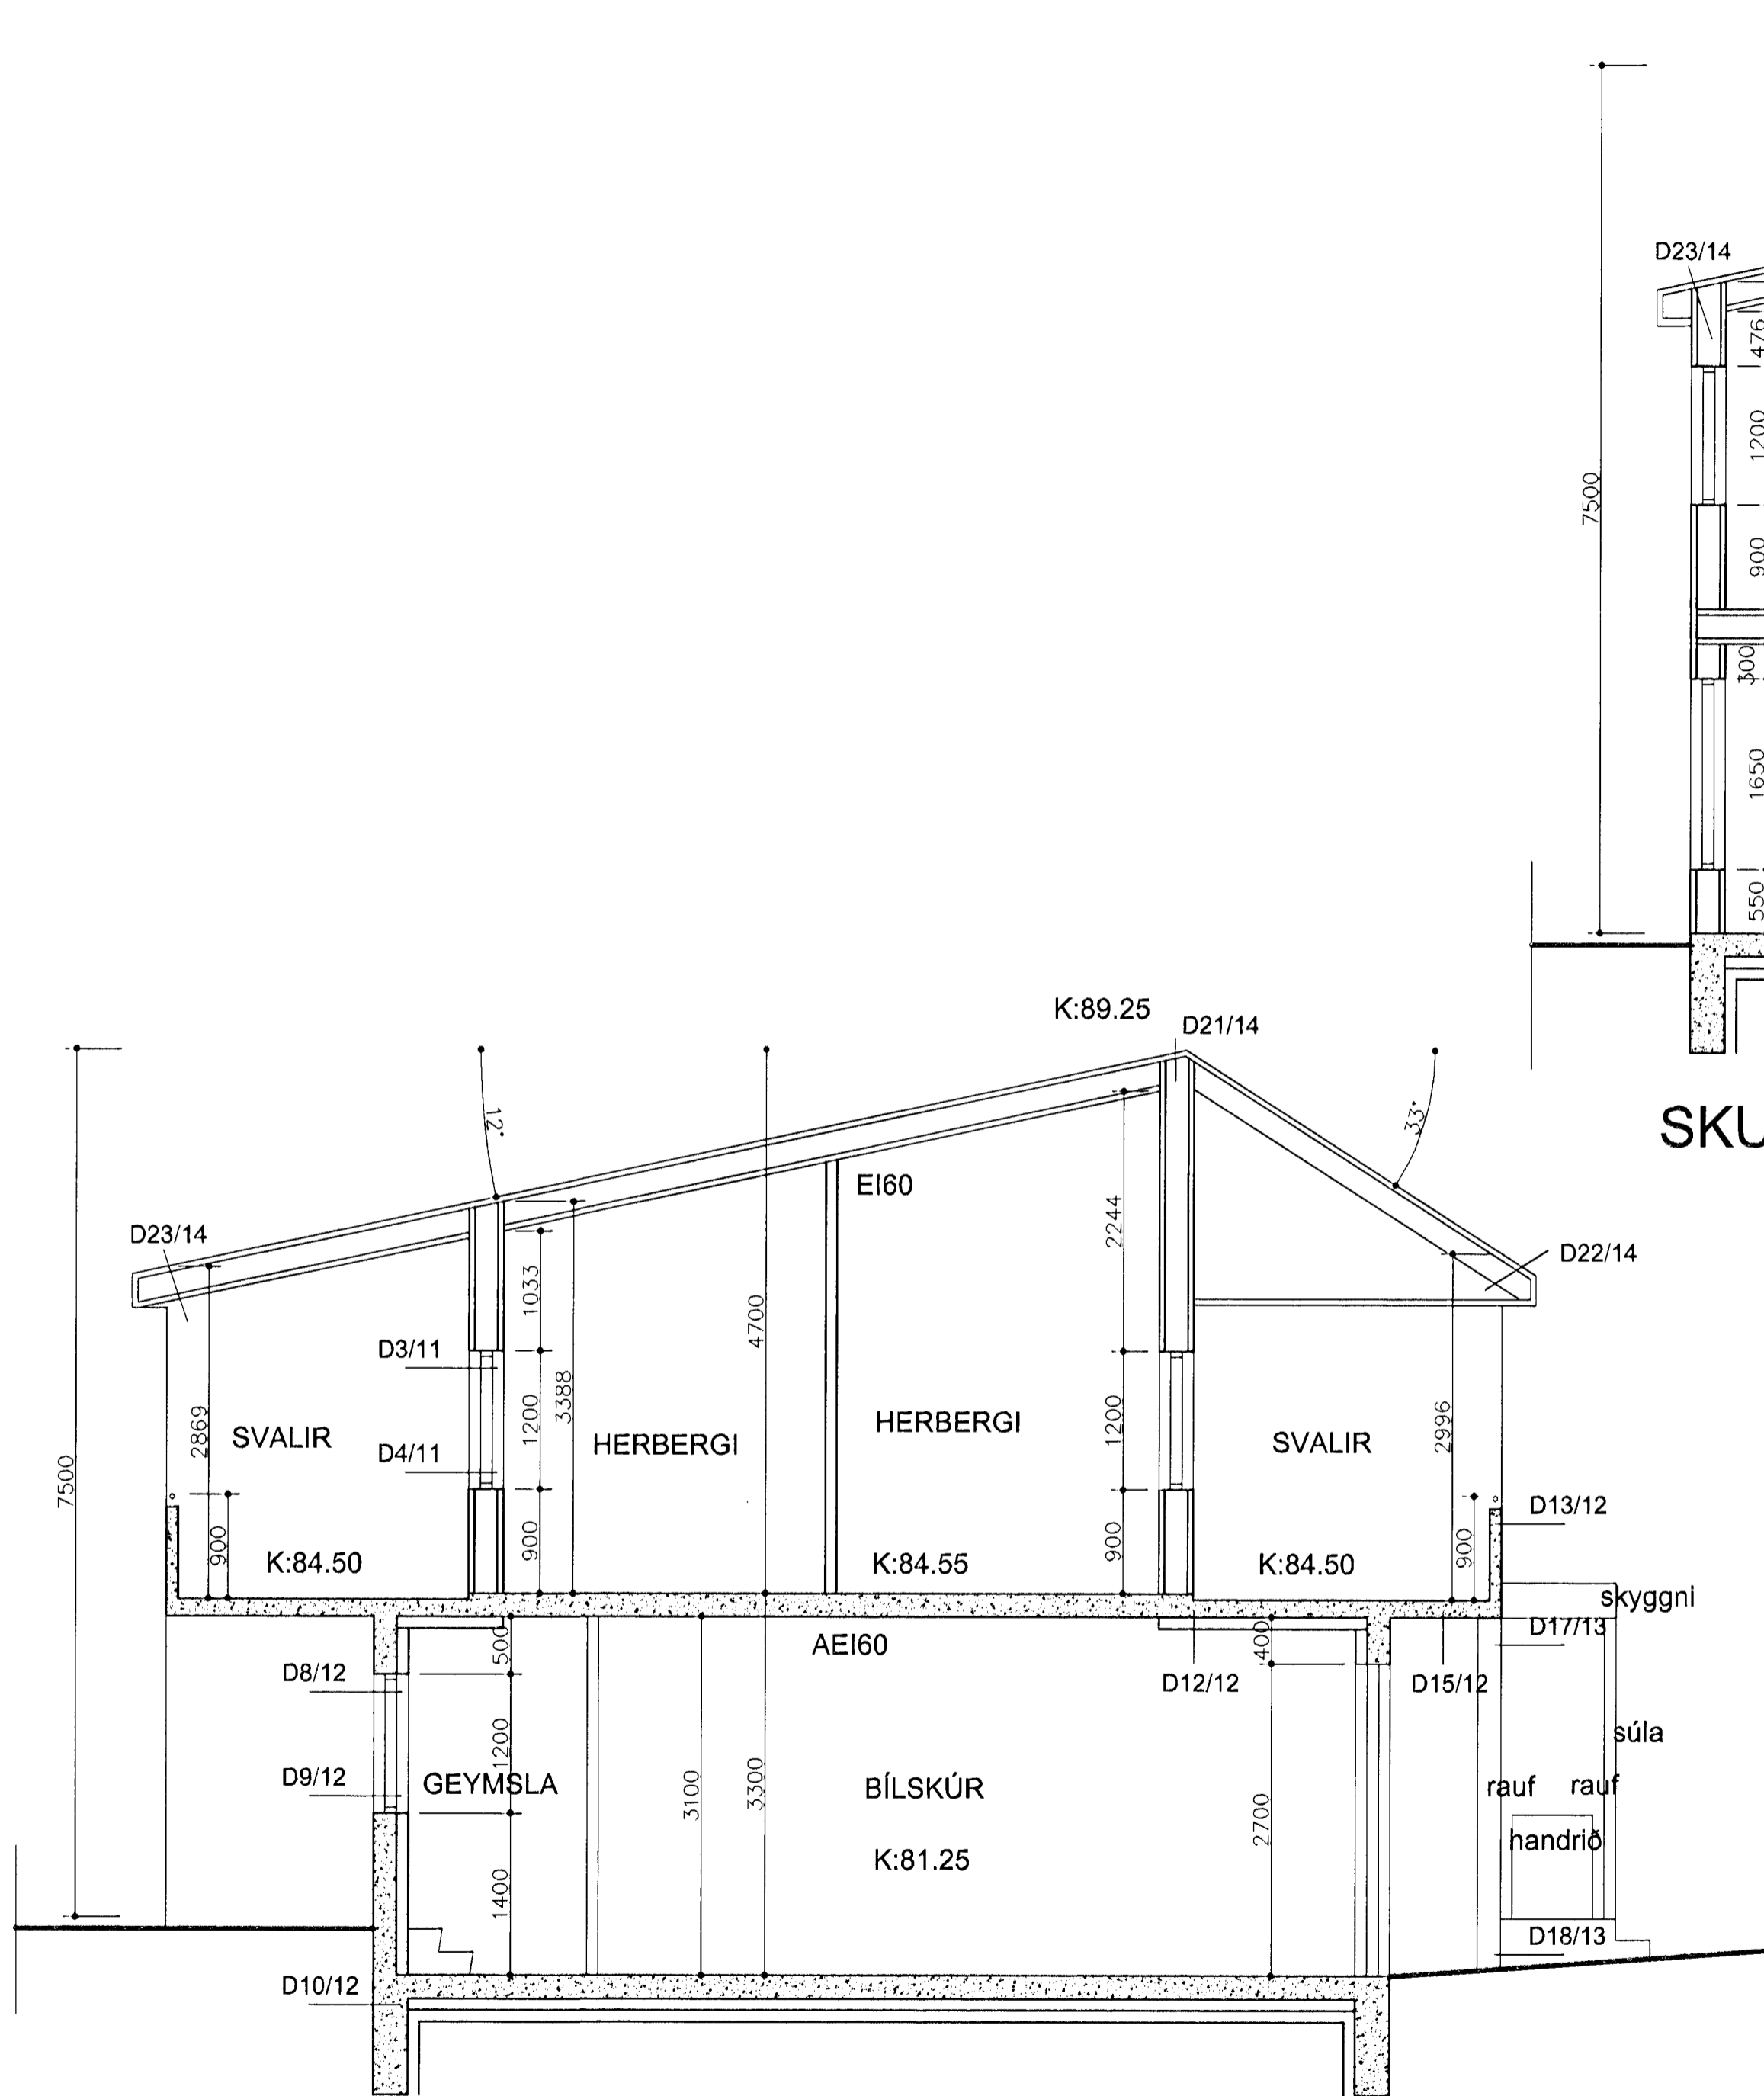 D23/14
476
1200
7500
900
300
1650
550
K:89.25
D21/14
SKU
12°
33°
EI60
2244
D23/14
D22/14
1033
4700
D3/11
3388
1200
1200
2869
SVALIR
HERBERGI
HERBERGI
SVALIR
2996
D4/11
7500
D13/12
900
K:84.50
900
K:84.55
900
K:84.50
900
skyggni
500
AEI60
400
D17/13
D8/12
D12/12
D15/12
súla
1200
D9/12
GEYMSLA
3100
3300
BÍLSKÚR
rauf
rauf
2700
handrið
K:81.25
1400
D18/13
D10/12